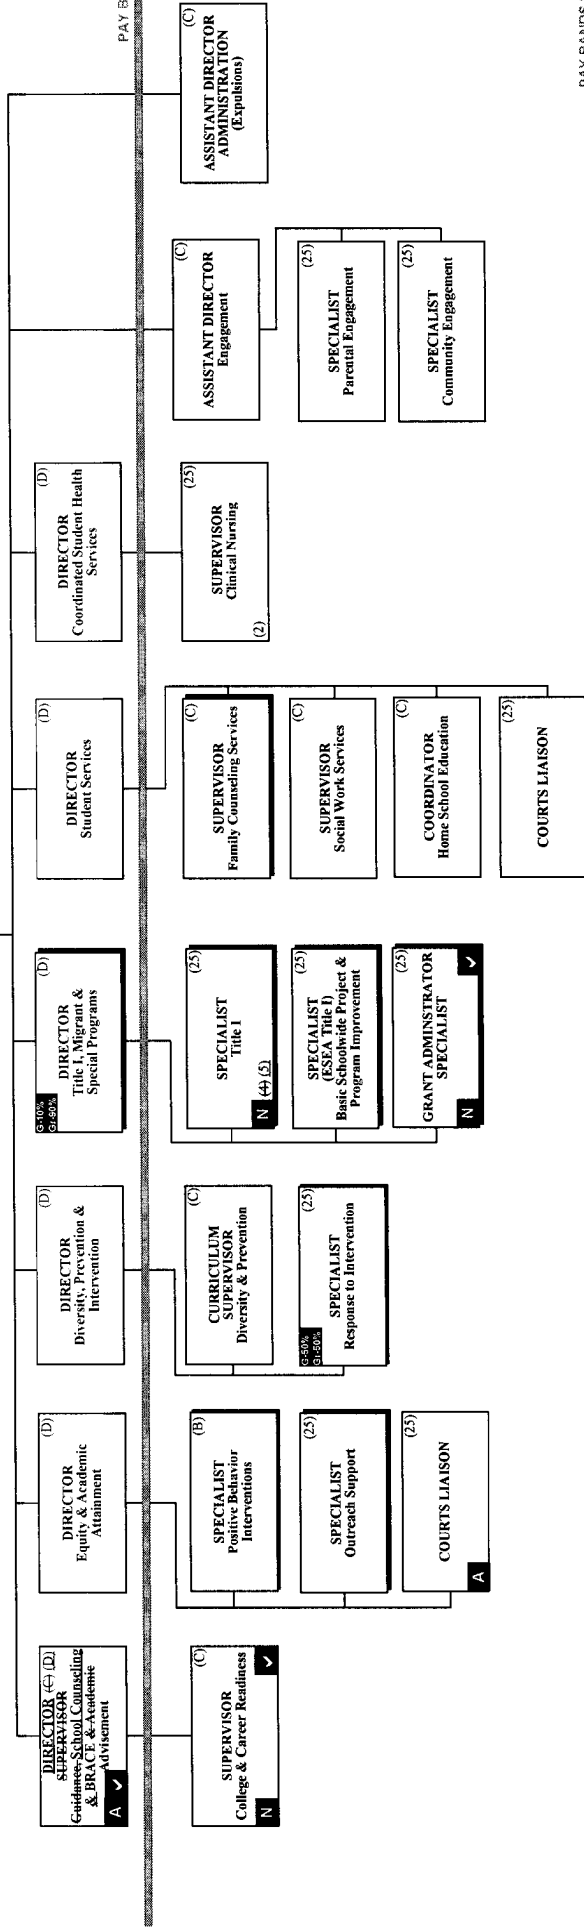 DIRECTOR (C) (D)
SUPERVISOR
Guidance, School Counseling
& BRACE & Academic
Advisement
A ✔
(C)
SUPERVISOR
College & Career Readiness
N ✔
(D)
DIRECTOR
Equity & Academic
Attainment
(B)
SPECIALIST
Positive Behavior
Interventions
(25)
SPECIALIST
Outreach Support
(25)
COURTS LIAISON
A
(D)
DIRECTOR
Diversity, Prevention &
Intervention
(C)
CURRICULUM
SUPERVISOR
Diversity & Prevention
G-50%
Gr-50%
(25)
SPECIALIST
Response to Intervention
G-10%
Gr-90%
(D)
DIRECTOR
Title I, Migrant &
Special Programs
(25)
SPECIALIST
Title I
N (4) (5)
(25)
SPECIALIST
(ESEA Title I)
Basic Schoolwide Project &
Program Improvement
(25)
GRANT ADMINSTRATOR
SPECIALIST
N ✔
(D)
DIRECTOR
Student Services
(C)
SUPERVISOR
Family Counseling Services
(C)
SUPERVISOR
Social Work Services
(C)
COORDINATOR
Home School Education
(25)
COURTS LIAISON
(D)
DIRECTOR
Coordinated Student Health
Services
(25)
SUPERVISOR
Clinical Nursing
(2)
(C)
ASSISTANT DIRECTOR
Engagement
(25)
SPECIALIST
Parental Engagement
(25)
SPECIALIST
Community Engagement
(C)
ASSISTANT DIRECTOR
ADMINISTRATION
(Expulsions)
PAY B
PAY BANDS